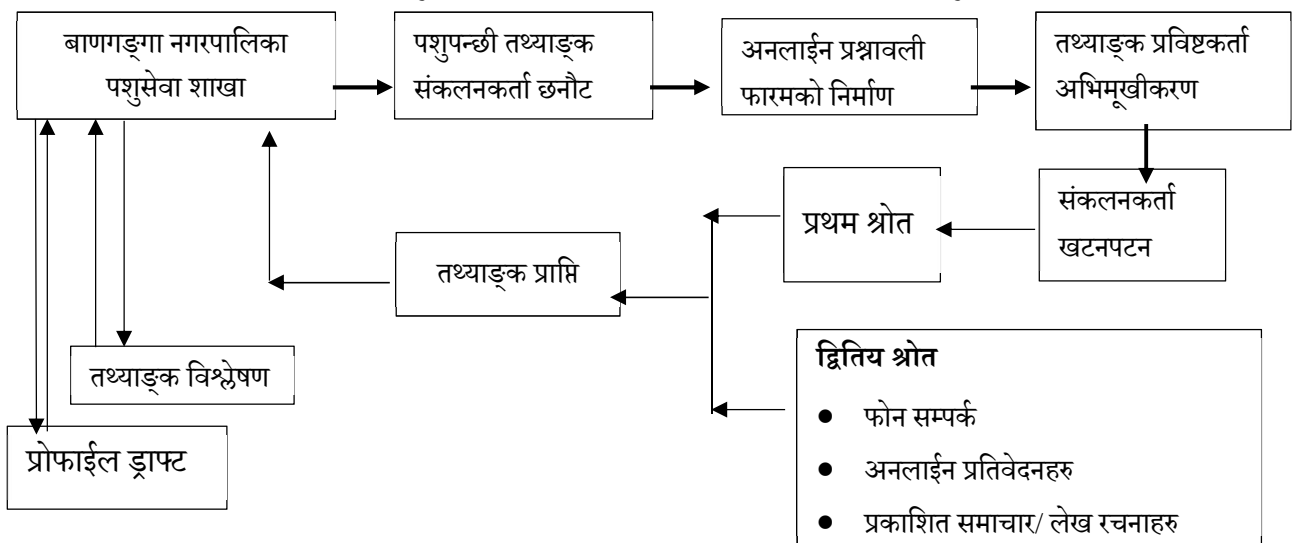 बाणगङ्गा नगरपालिका
पशुसेवा शाखा
पशुपन्छी तथ्याङ्क
संकलनकर्ता छनौट
अनलाईन प्रश्नावली
फारमको निर्माण
तथ्याङ्क प्रविष्टकर्ता
अभिमूखीकरण
संकलनकर्ता
खटनपटन
प्रथम श्रोत
तथ्याङ्क प्राप्ति
द्वितिय श्रोत
● फोन सम्पर्क
● अनलाईन प्रतिवेदनहरु
● प्रकाशित समाचार/ लेख रचनाहरु
तथ्याङ्क विश्लेषण
प्रोफाईल ड्राफ्ट